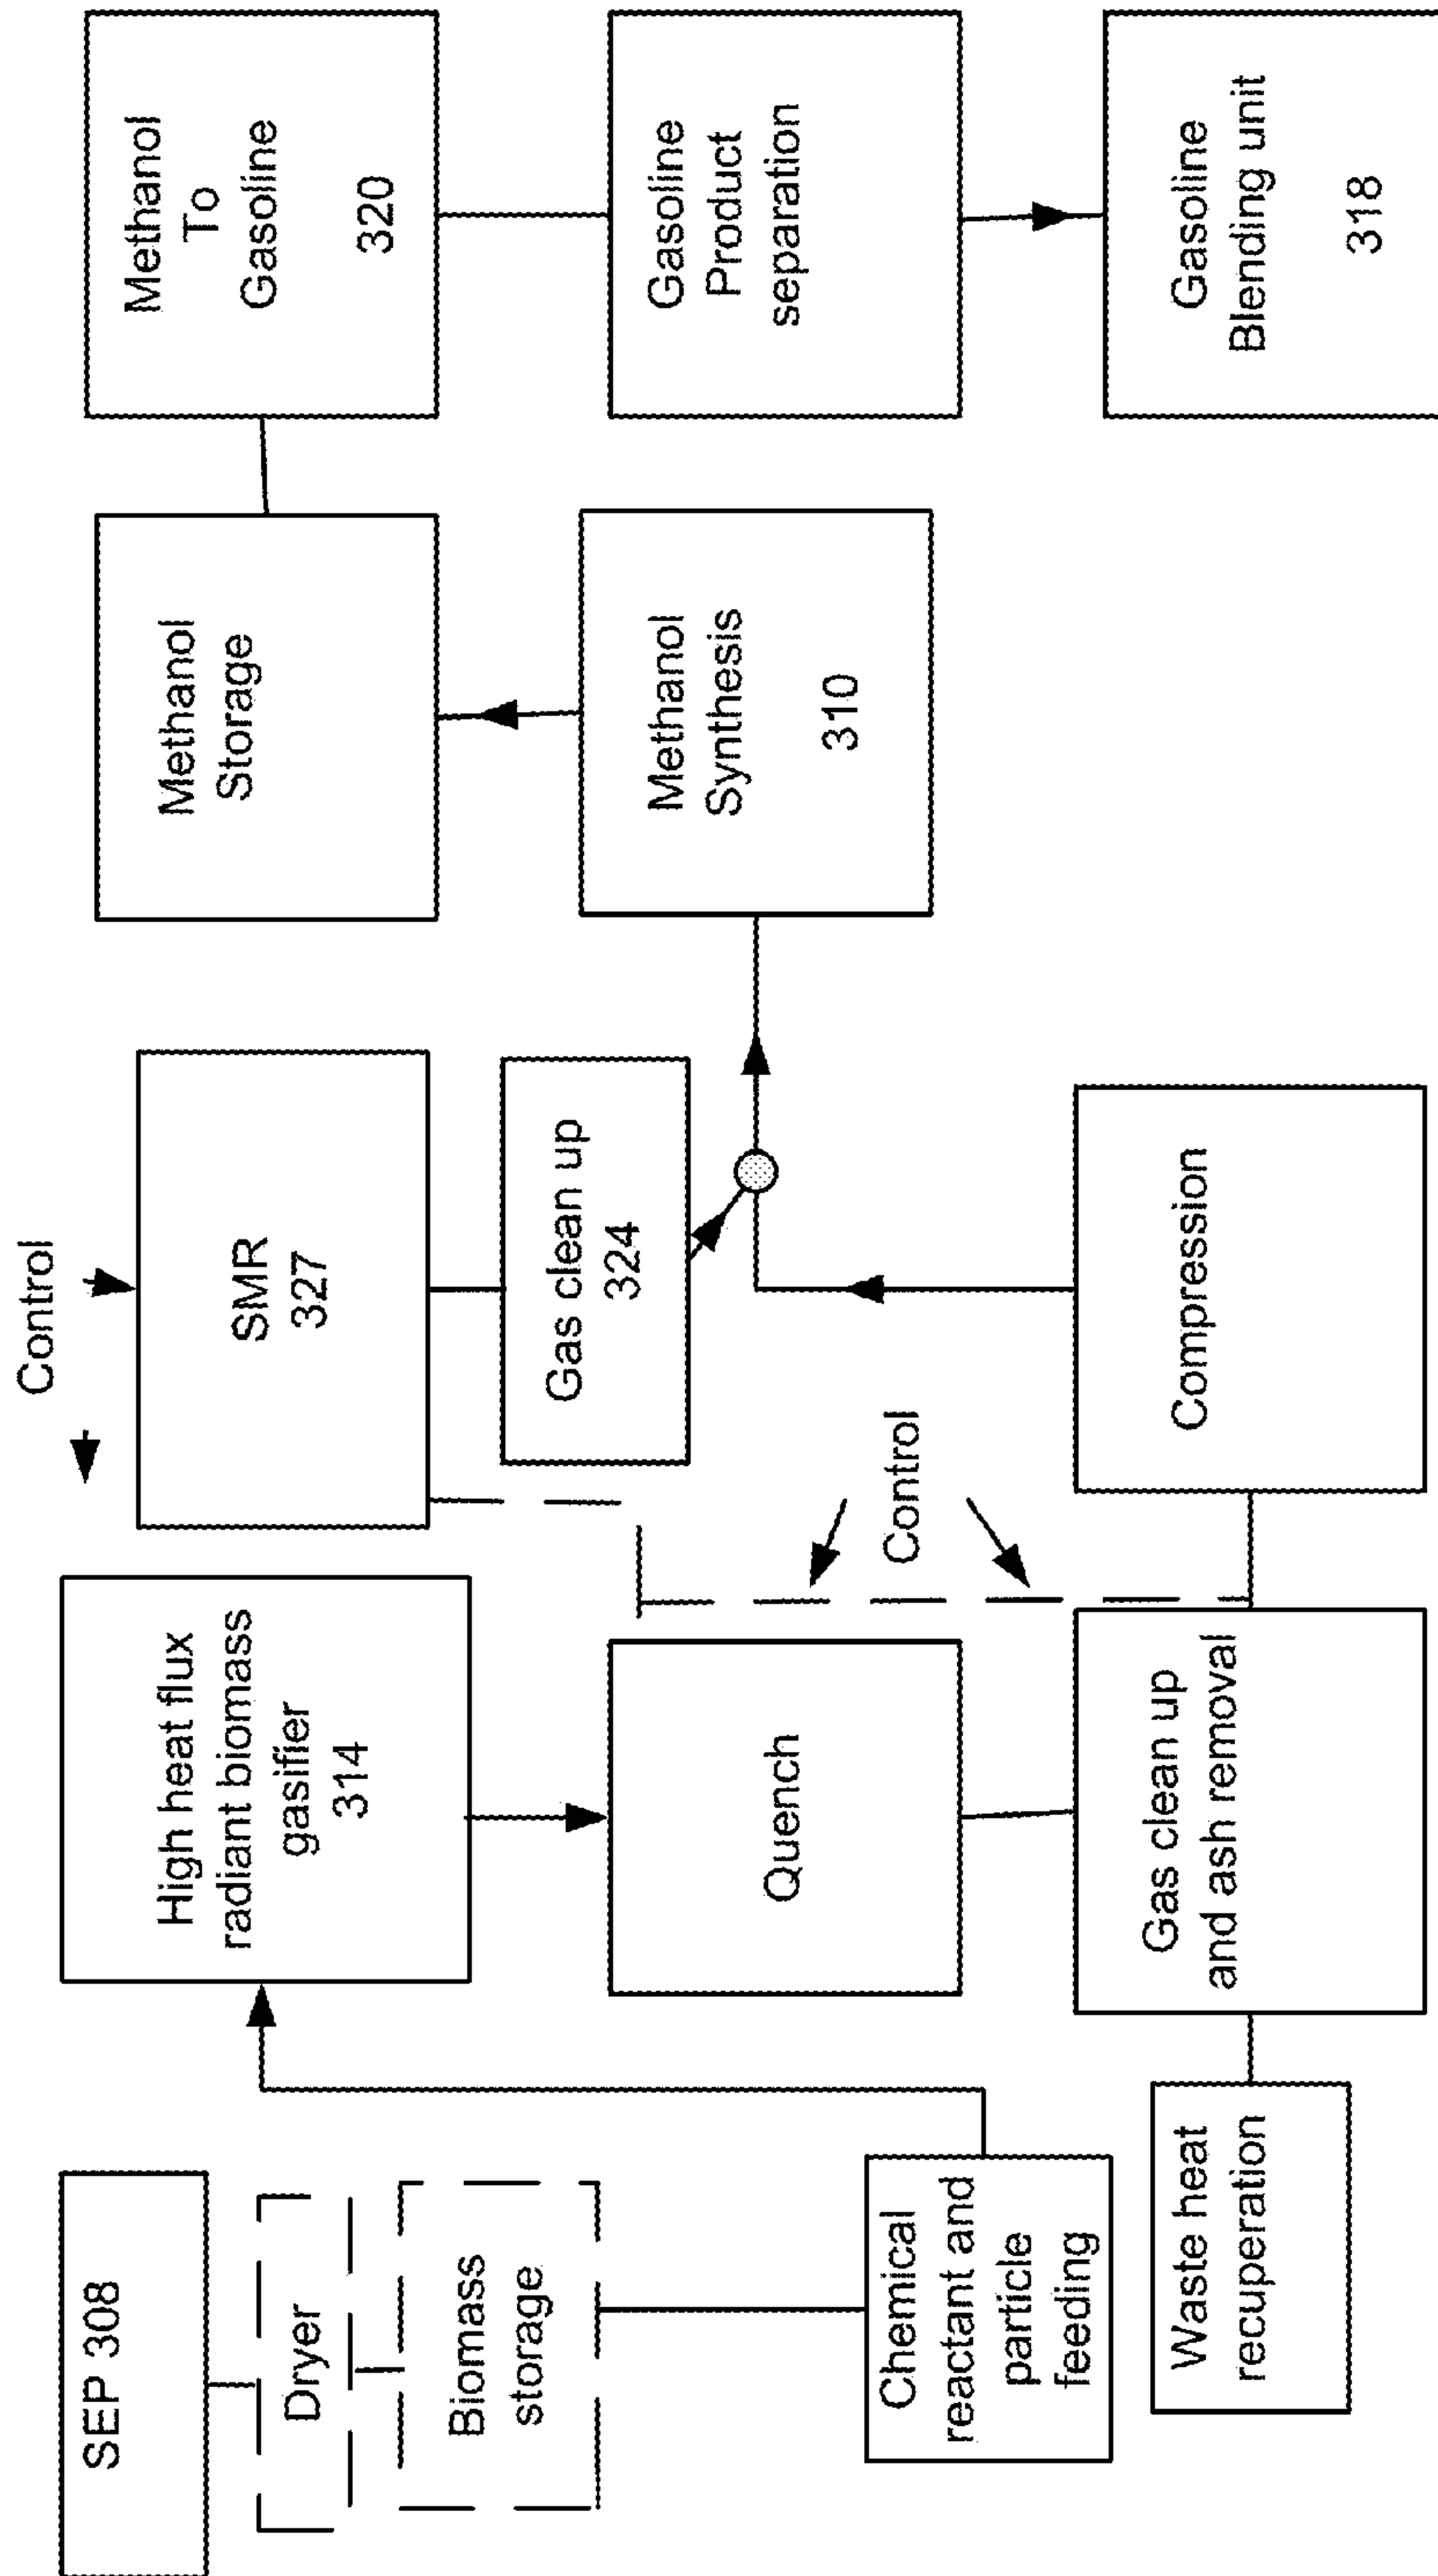 SEP 308
Dryer
Biomass
storage
Chemical
reactant and
particle
feeding
Waste heat
recuperation
High heat flux
radiant biomass
gasifier
314
Quench
Gas clean up
and ash removal
Control
SMR
327
Gas clean up
324
Control
Compression
Methanol
Storage
Methanol
Synthesis
310
Methanol
To
Gasoline
320
Gasoline
Product
separation
Gasoline
Blending unit
318